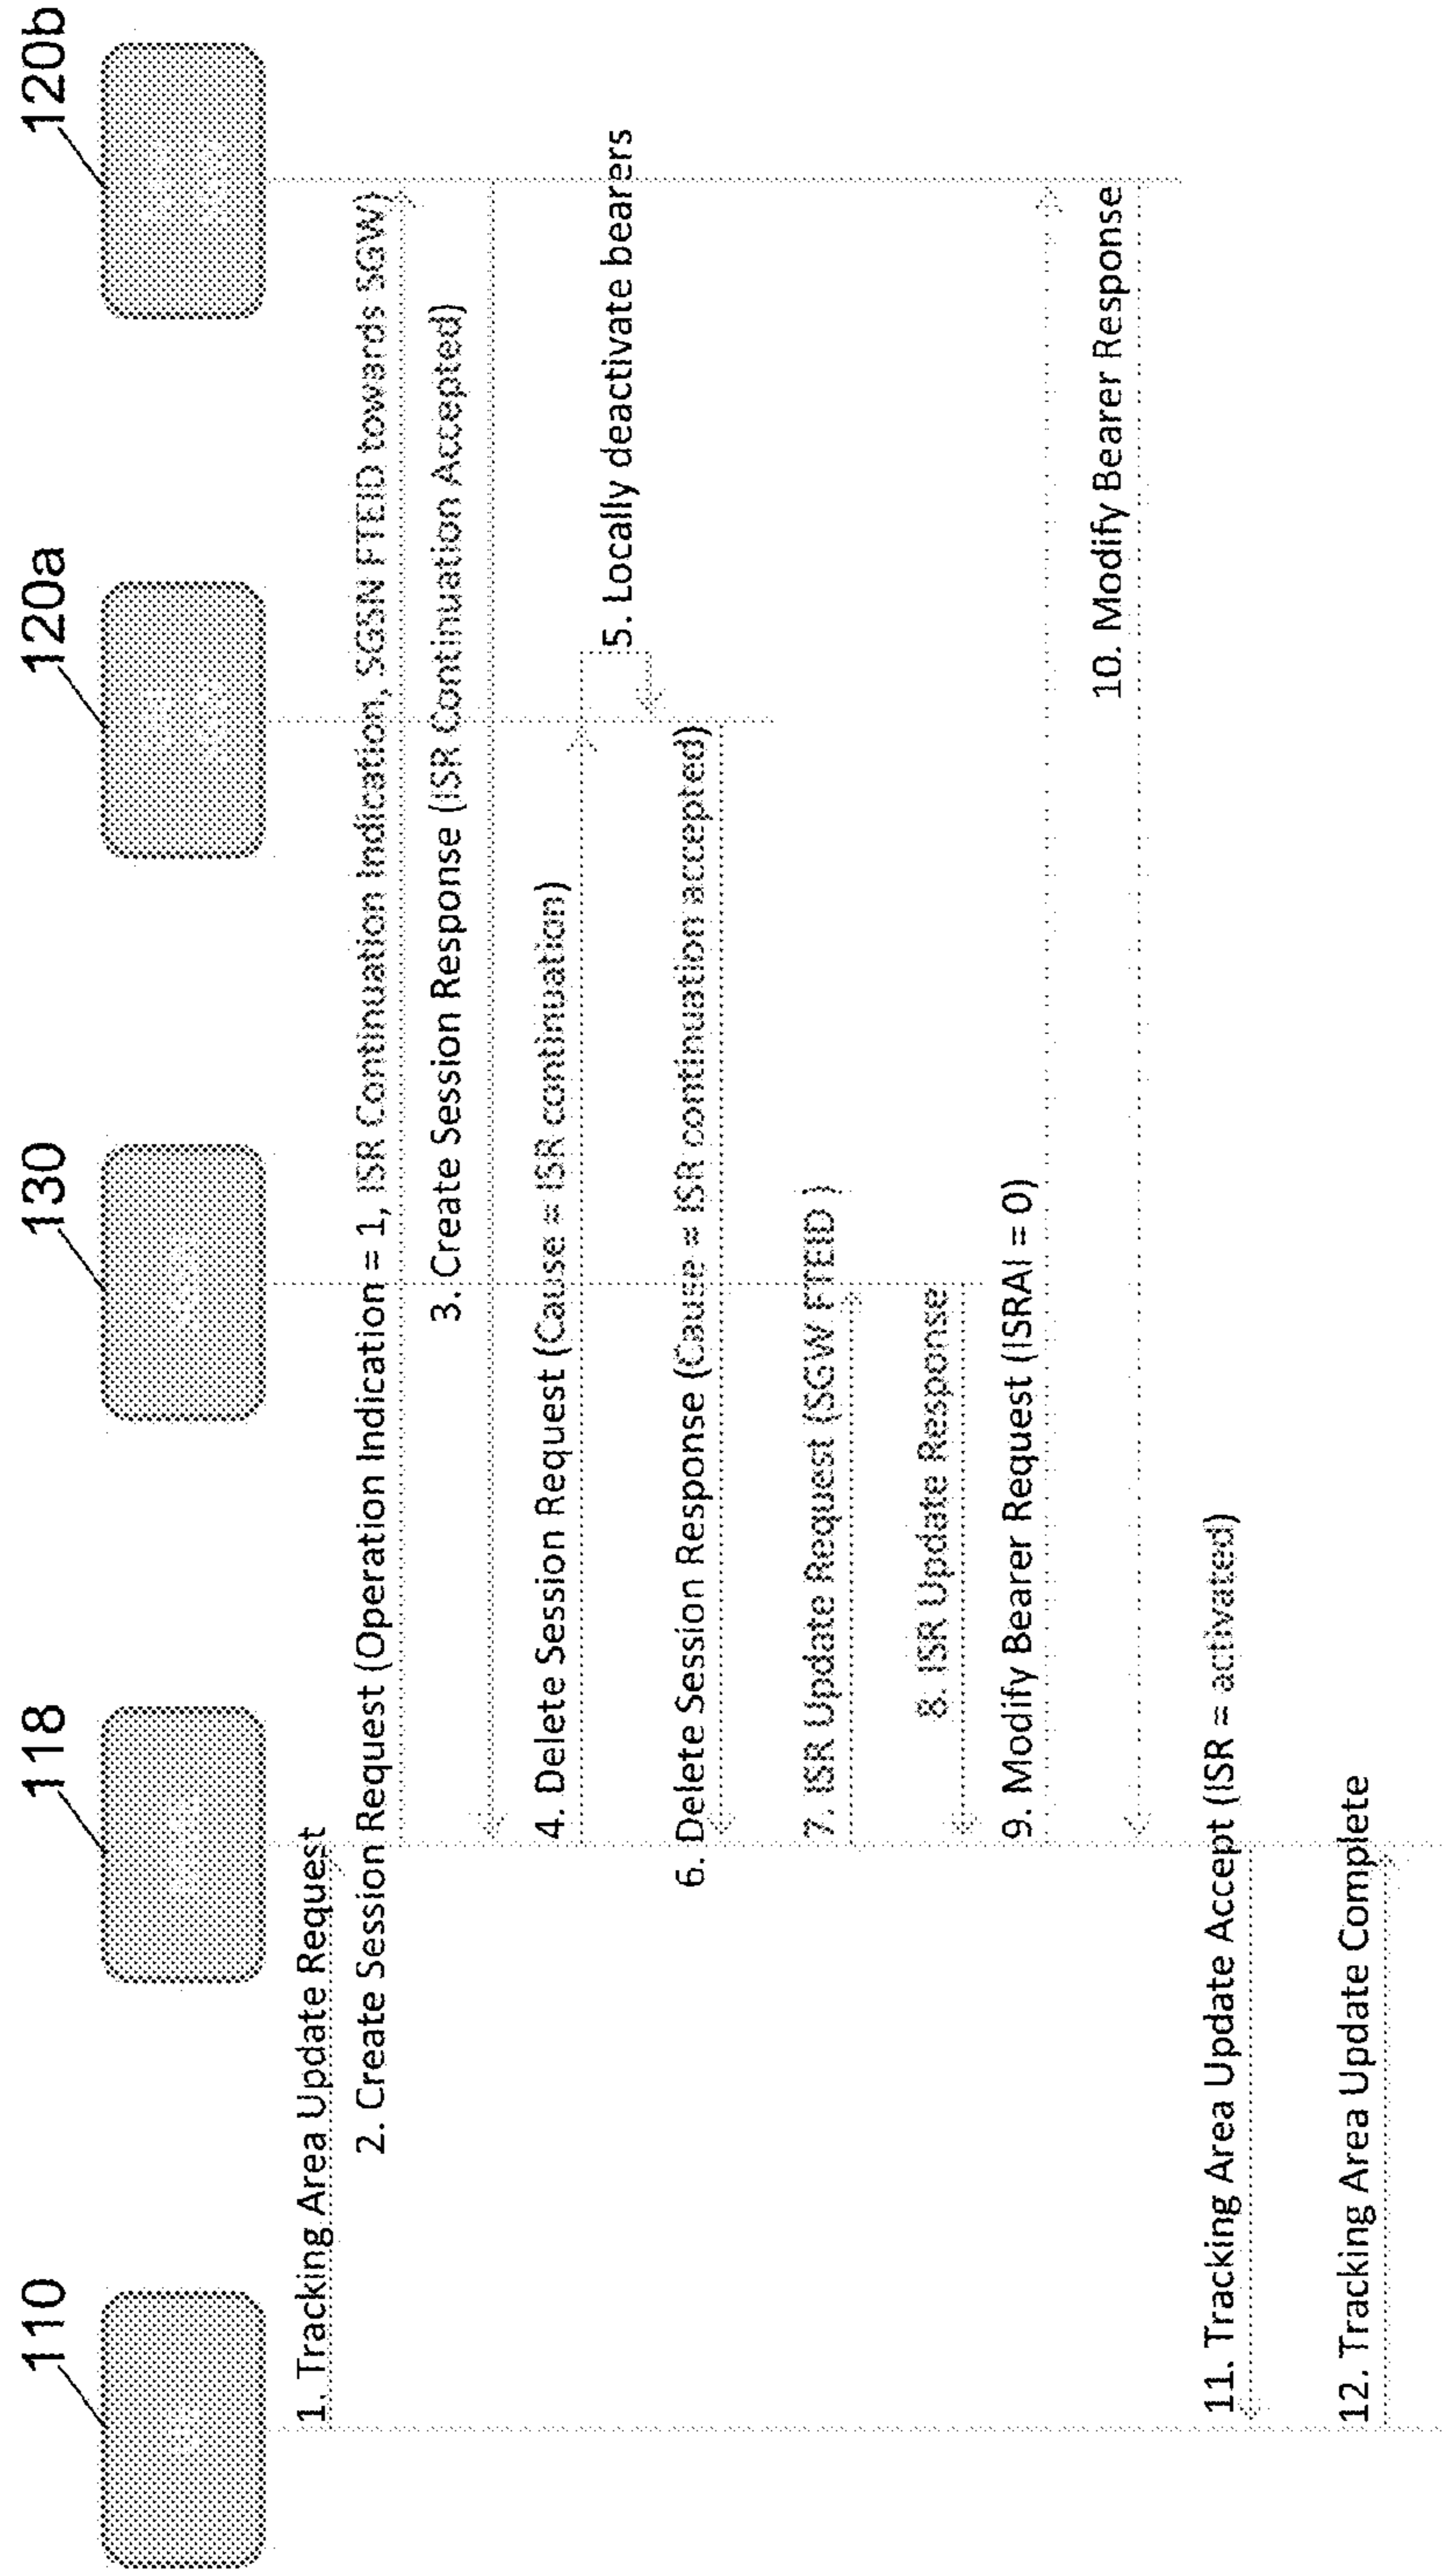 110
118
130
120a
120b
1. Tracking Area Update Request
2. Create Session Request (Operation Indication = 1, ISR Continuation Indication, SGSN FTEID towards SGW)
3. Create Session Response (ISR Continuation Accepted)
4. Delete Session Request (Cause = ISR continuation)
5. Locally deactivate bearers
6. Delete Session Response (Cause = ISR continuation accepted)
7. ISR Update Request (SGW FTEID )
8. ISR Update Response
9. Modify Bearer Request (ISRAI = 0)
10. Modify Bearer Response
11. Tracking Area Update Accept (ISR = activated)
12. Tracking Area Update Complete